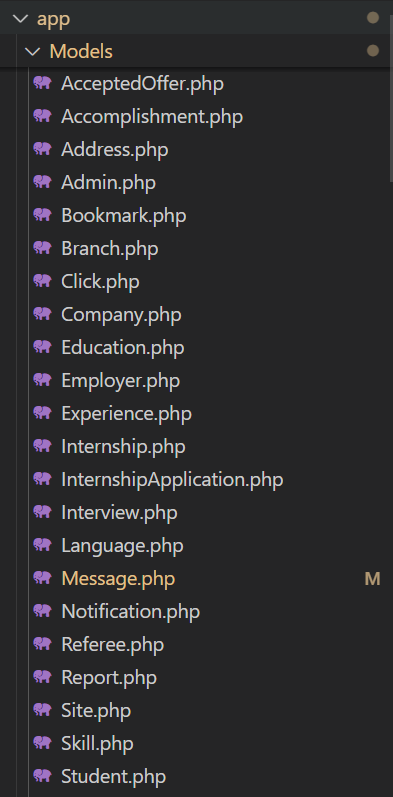 app
Models
AcceptedOffer.php
Accomplishment.php
Address.php
Admin.php
Bookmark.php
Branch.php
Click.php
Company.php
Education.php
Employer.php
Experience.php
Internship.php
InternshipApplication.php
Interview.php
Language.php
Message.php M
Notification.php
Referee.php
Report.php
Site.php
Skill.php
Student.php